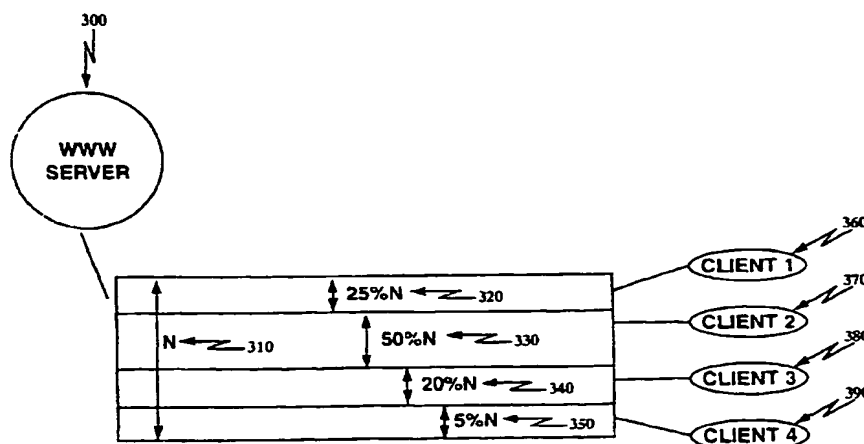 300
WWW
SERVER
360
CLIENT 1
25%N
320
370
CLIENT 2
N
310
50%N
330
380
CLIENT 3
20%N
340
390
CLIENT 4
5%N
350